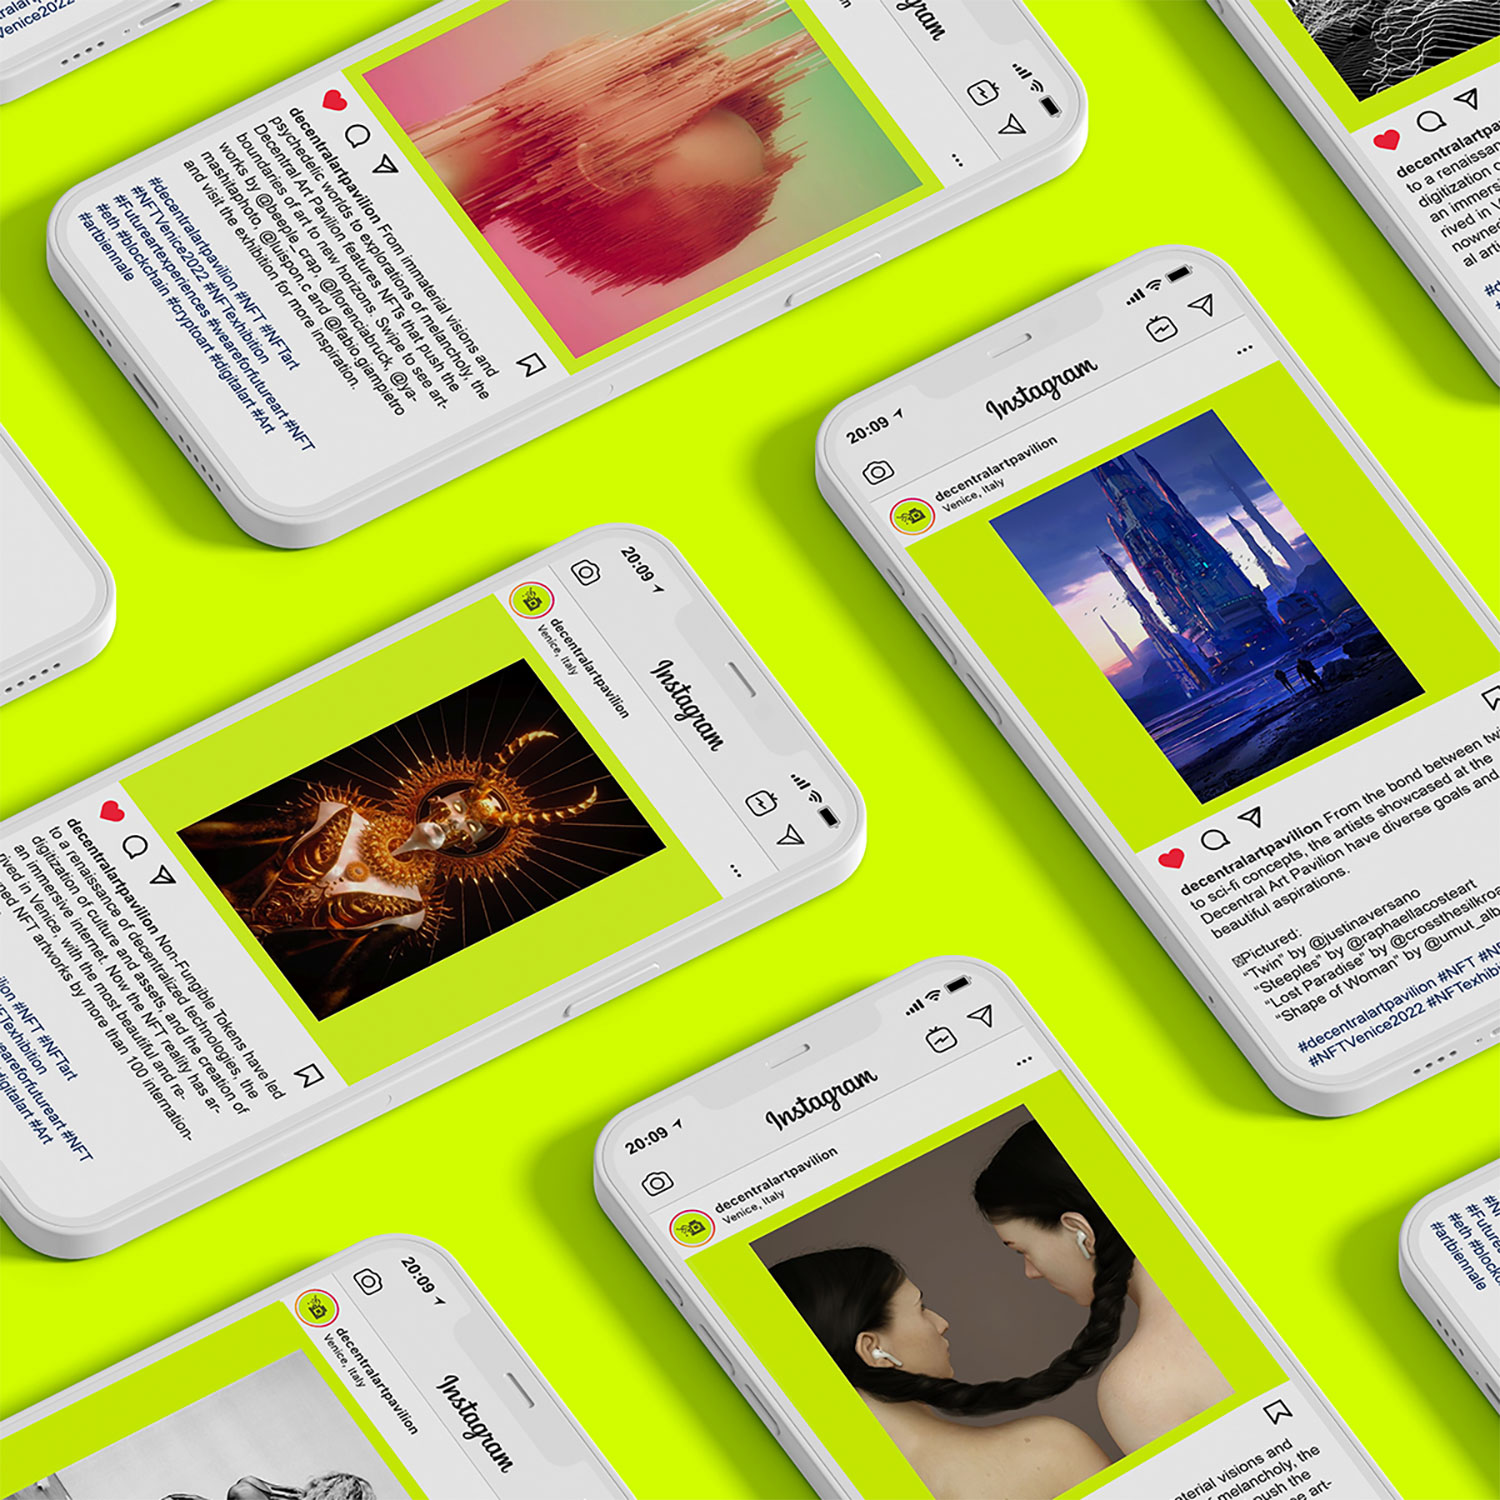 Venice2022
decentralartpavilion From immaterial visions and
psychedelic worlds to explorations of melancholy, the
Decentral Art Pavilion features NFTs that push the
boundaries of art to new horizons. Swipe to see art-
works by @beeple_crap, @florenciabruck, @ya-
mashitaphoto, @luispon.c and @fabio.giampietro
and visit the exhibition for more inspiration.
#decentralartpavilion #NFT #NFTart
#NFTVenice2022 #NFTexhibition
#Futureartexperiences #weareforfutureart #NFT
#eth #blockchain #cryptoart #digitalart #Art
#artbiennale
to a renaissan
digitization o
an immersi
rived in V
nowne
al arti
20:09
Instagram
decentralartpavilion
Venice, Italy
decentralartpavilion From the bond between twi
to sci-fi concepts, the artists showcased at the
Decentral Art Pavilion have diverse goals and
beautiful aspirations.
Pictured:
“Twin” by @justinaversano
“Steeples” by @raphaellacosteart
“Lost Paradise” by @crossthesilkroa
“Shape of Woman” by @umut_alb
#decentralartpavilion #NFT #N
#NFTVenice2022 #NFTexhibi
20:09
Instagram
decentralartpavilion
Venice, Italy
decentralartpavilion Non-Fungible Tokens have led
to a renaissance of decentralized technologies, the
digitization of culture and assets, and the creation of
an immersive internet. Now the NFT reality has ar-
rived in Venice, with the most beautiful and re-
ned NFT artworks by more than 100 internation-
ilion #NFT #NFTart
FTexhibition
weareforfutureart #NFT
digitalart #Art
20:09
Instagram
decentralartpavilion
Venice, Italy
aterial visions and
of melancholy, the
push the
see art-
20:09
Instagram
decentralartpavilion
Venice, Italy
#Future
#eth #block
#artbiennale